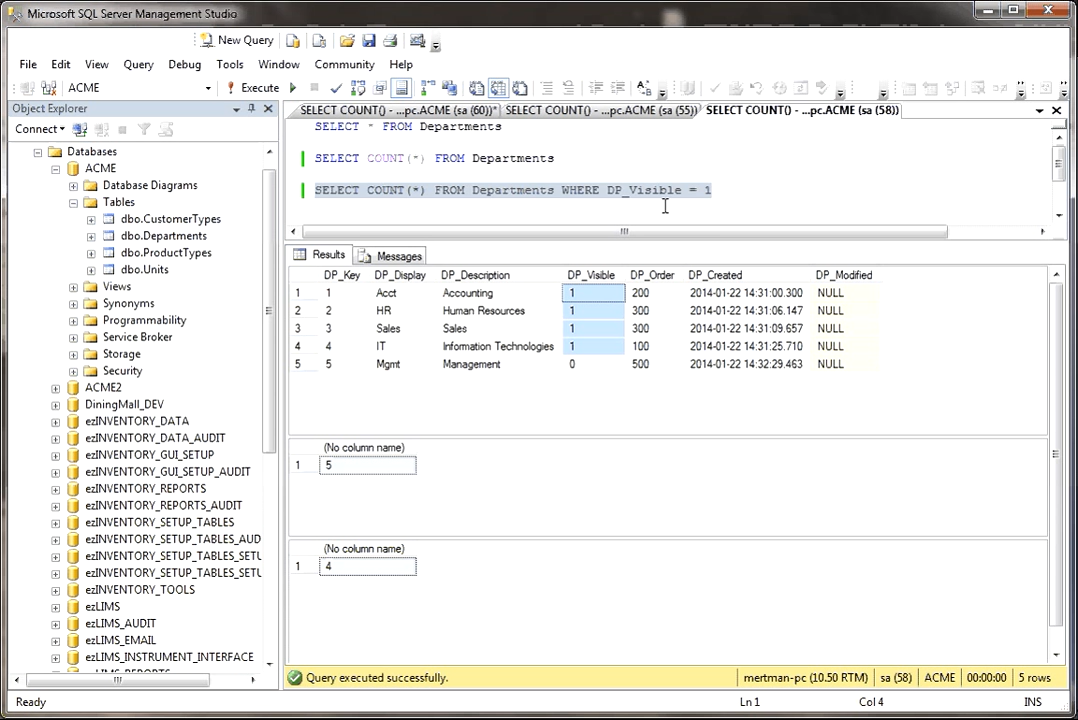 Microsoft SQL Server Management Studio
New Query
File Edit View Query Debug Tools Window Community Help
ACME Execute
Object Explorer
Connect
Databases
ACME
Database Diagrams
Tables
dbo.CustomerTypes
dbo.Departments
dbo.ProductTypes
dbo.Units
Views
Synonyms
Programmability
Service Broker
Storage
Security
ACME2
DiningMall_DEV
ezINVENTORY_DATA
ezINVENTORY_DATA_AUDIT
ezINVENTORY_GUI_SETUP
ezINVENTORY_GUI_SETUP_AUDIT
ezINVENTORY_REPORTS
ezINVENTORY_REPORTS_AUDIT
ezINVENTORY_SETUP_TABLES
ezINVENTORY_SETUP_TABLES_AUD
ezINVENTORY_SETUP_TABLES_SETU
ezINVENTORY_SETUP_TABLES_SETU
ezINVENTORY_TOOLS
ezLIMS
ezLIMS_AUDIT
ezLIMS_EMAIL
ezLIMS_INSTRUMENT_INTERFACE
ezLIMS_REPORTS
SELECT COUNT() - ...pc.ACME (sa (60))* SELECT COUNT() - ...pc.ACME (sa (55)) SELECT COUNT() - ...pc.ACME (sa (58))
SELECT * FROM Departments
SELECT COUNT(*) FROM Departments
SELECT COUNT(*) FROM Departments WHERE DP_Visible = 1
Results Messages
DP_Key DP_Display DP_Description DP_Visible DP_Order DP_Created DP_Modified
1 1 Acct Accounting 1 200 2014-01-22 14:31:00.300 NULL
2 2 HR Human Resources 1 300 2014-01-22 14:31:06.147 NULL
3 3 Sales Sales 1 300 2014-01-22 14:31:09.657 NULL
4 4 IT Information Technologies 1 100 2014-01-22 14:31:25.710 NULL
5 5 Mgmt Management 0 500 2014-01-22 14:32:29.463 NULL
(No column name)
1 5
(No column name)
1 4
Query executed successfully. mertman-pc (10.50 RTM) sa (58) ACME 00:00:00 5 rows
Ready Ln 1 Col 4 INS